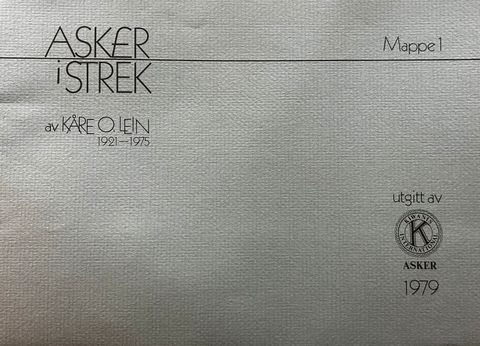 ASKER
i STREK
Mappe 1
av KÅRE O. LEIN
1921—1975
utgitt av
KIWANIS
K
INTERNATIONAL
ASKER
1979